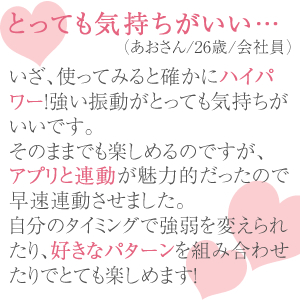 とっても気持ちがいい…
（あおさん/26歳/会社員）
いざ、使ってみると確かにハイパ
ワー!強い振動がとっても気持ちが
いいです。
そのままでも楽しめるのですが、
アプリと連動が魅力的だったので
早速連動させました。
自分のタイミングで強弱を変えられ
たり、好きなパターンを組み合わせ
たりでとても楽しめます!